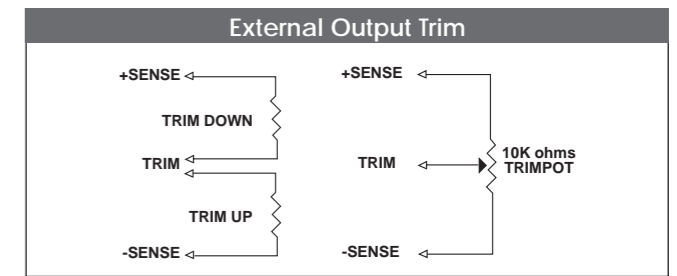 External Output Trim
+SENSE
TRIM DOWN
TRIM
TRIM UP
-SENSE
+SENSE
TRIM
10K ohms
TRIMPOT
-SENSE